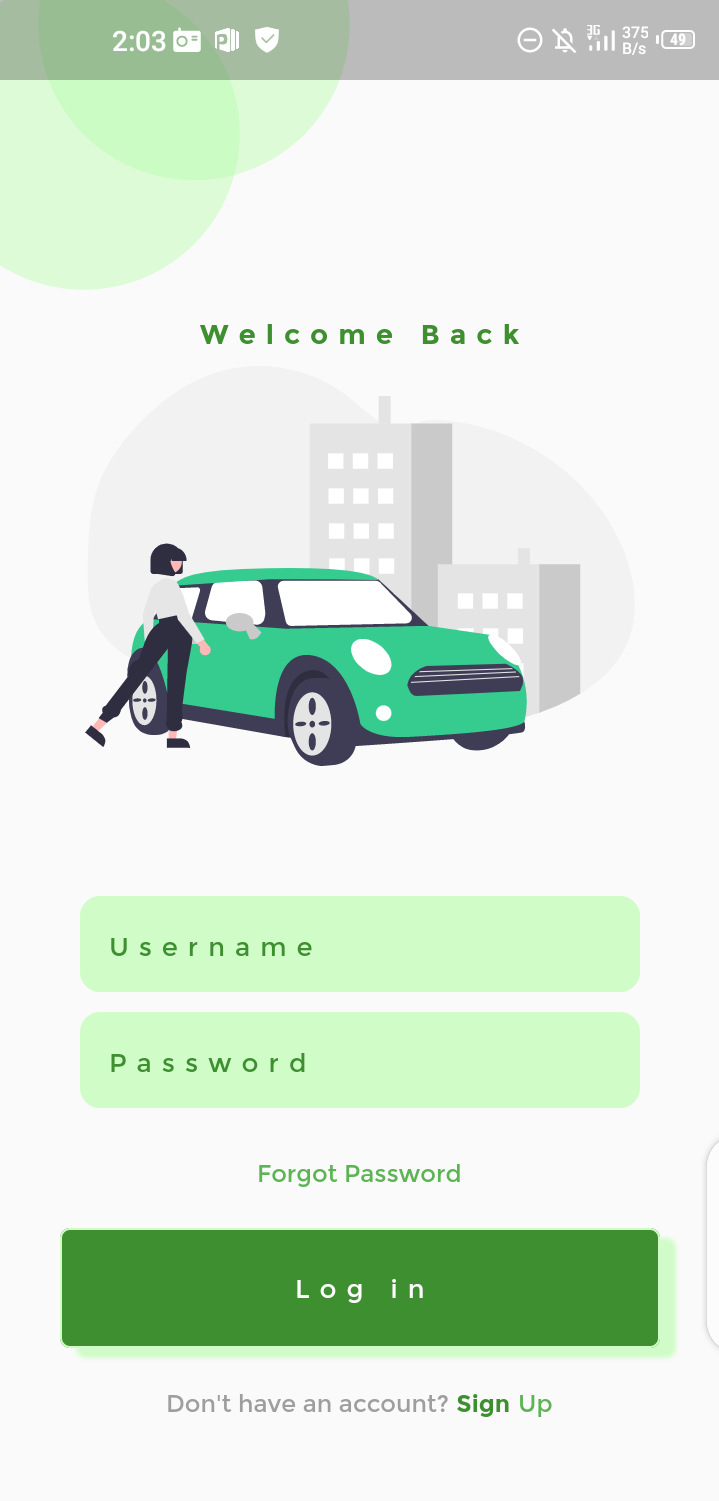 2:03 3G 375 B/s 49
Welcome Back
Username
Password
Forgot Password
Log in
Don't have an account? Sign Up